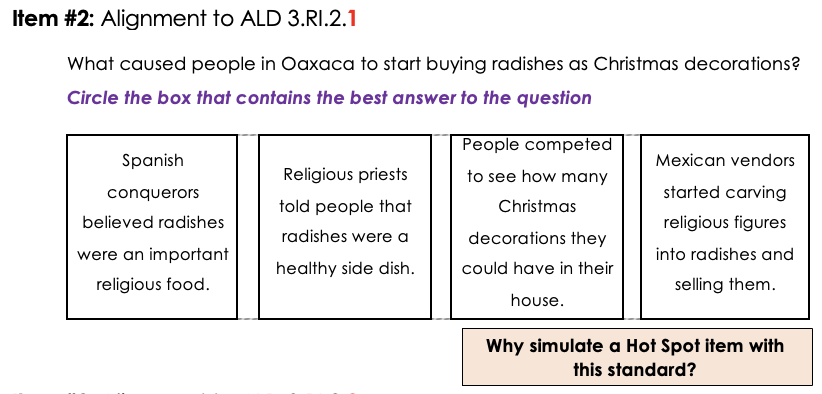 Item #2: Alignment to ALD 3.RI.2.1
What caused people in Oaxaca to start buying radishes as Christmas decorations?
Circle the box that contains the best answer to the question
Spanish
conquerors
believed radishes
were an important
religious food.
Religious priests
told people that
radishes were a
healthy side dish.
People competed
to see how many
Christmas
decorations they
could have in their
house.
Mexican vendors
started carving
religious figures
into radishes and
selling them.
Why simulate a Hot Spot item with
this standard?